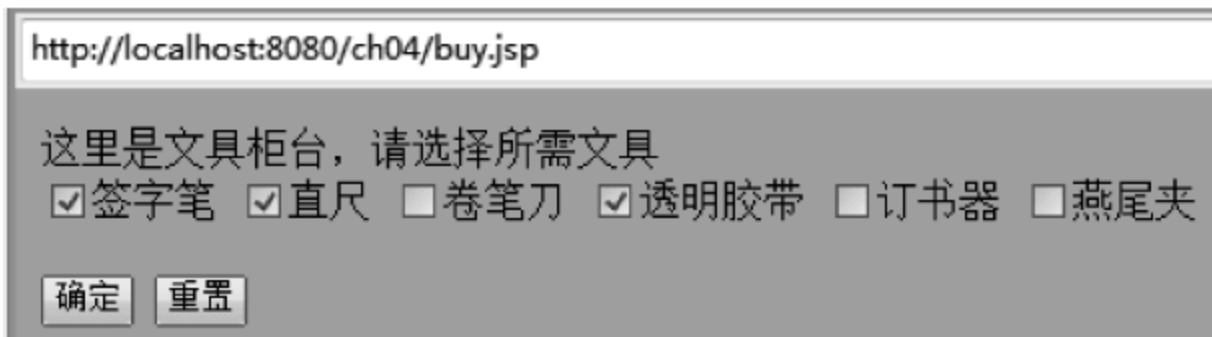 http://localhost:8080/ch04/buy.jsp
这里是文具柜台，请选择所需文具
签字笔 直尺 卷笔刀 透明胶带 订书器 燕尾夹
确定 重置